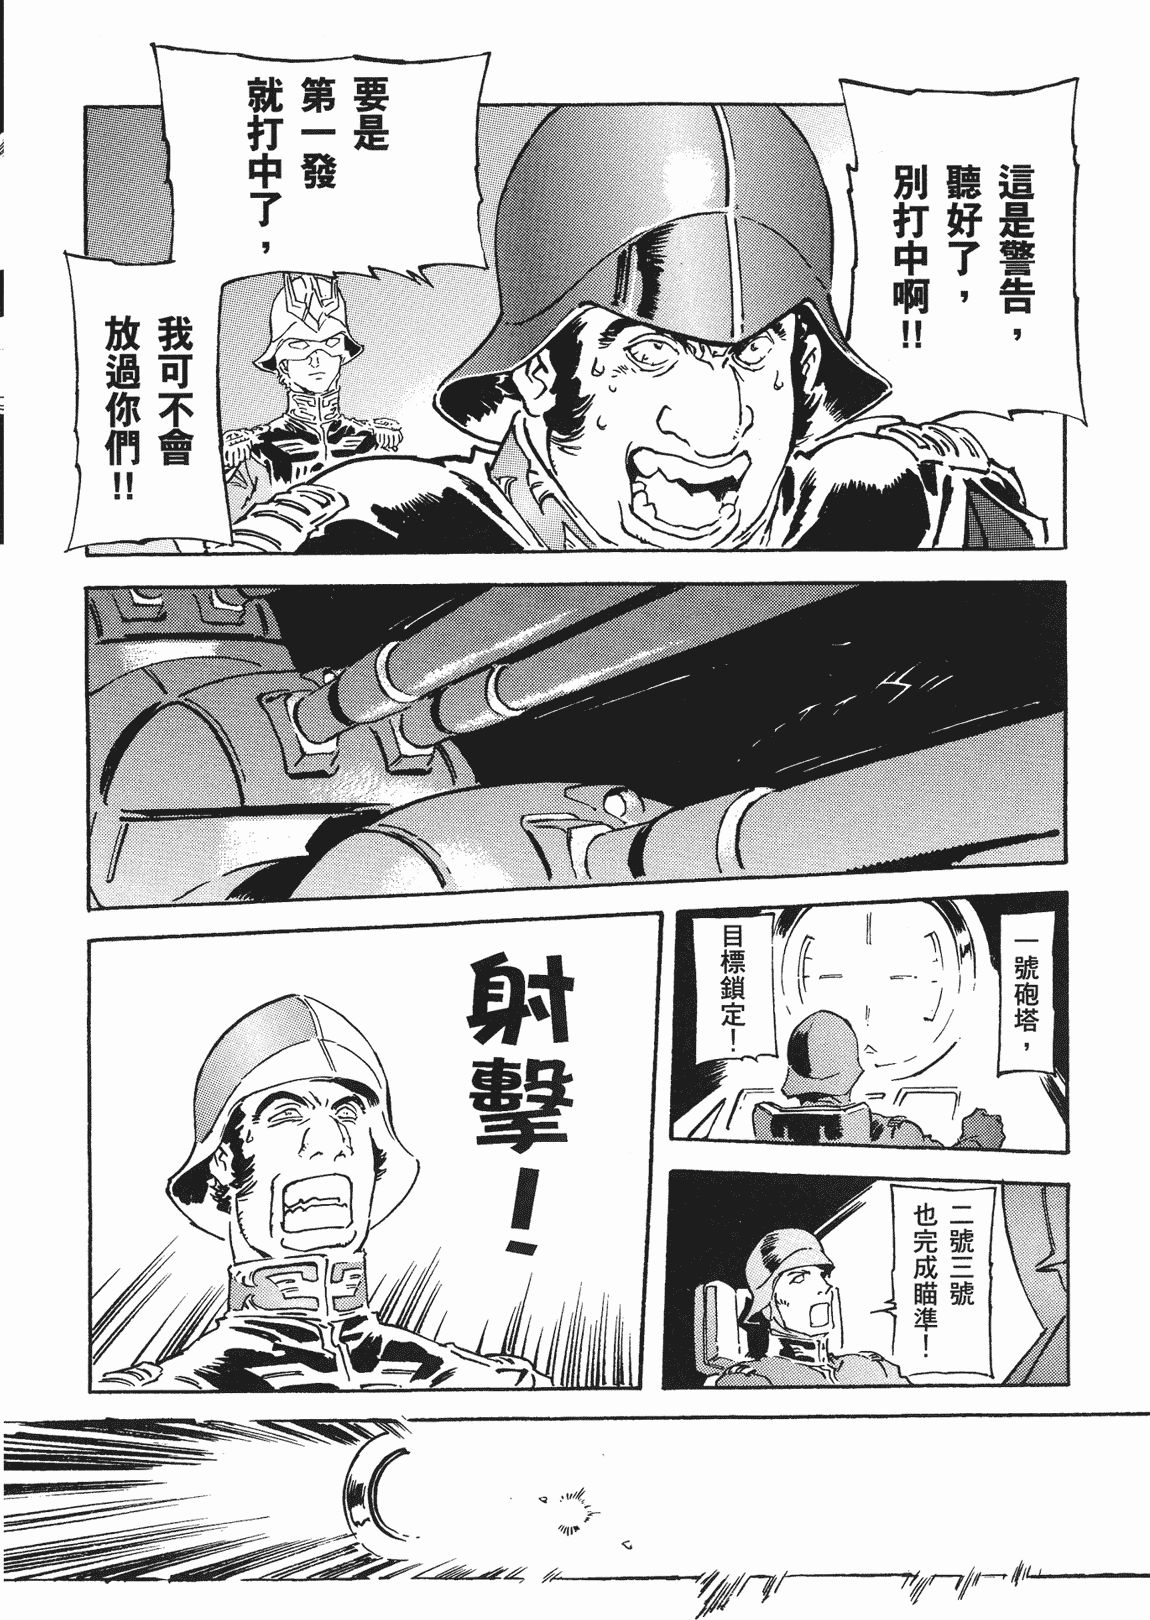 這是警告，
聽好了，
別打中啊!!
要是
第一發
就打中了，
我可不會
放過你們!!
一號砲塔，
目標鎖定！
二號三號
也完成瞄準！
射擊！